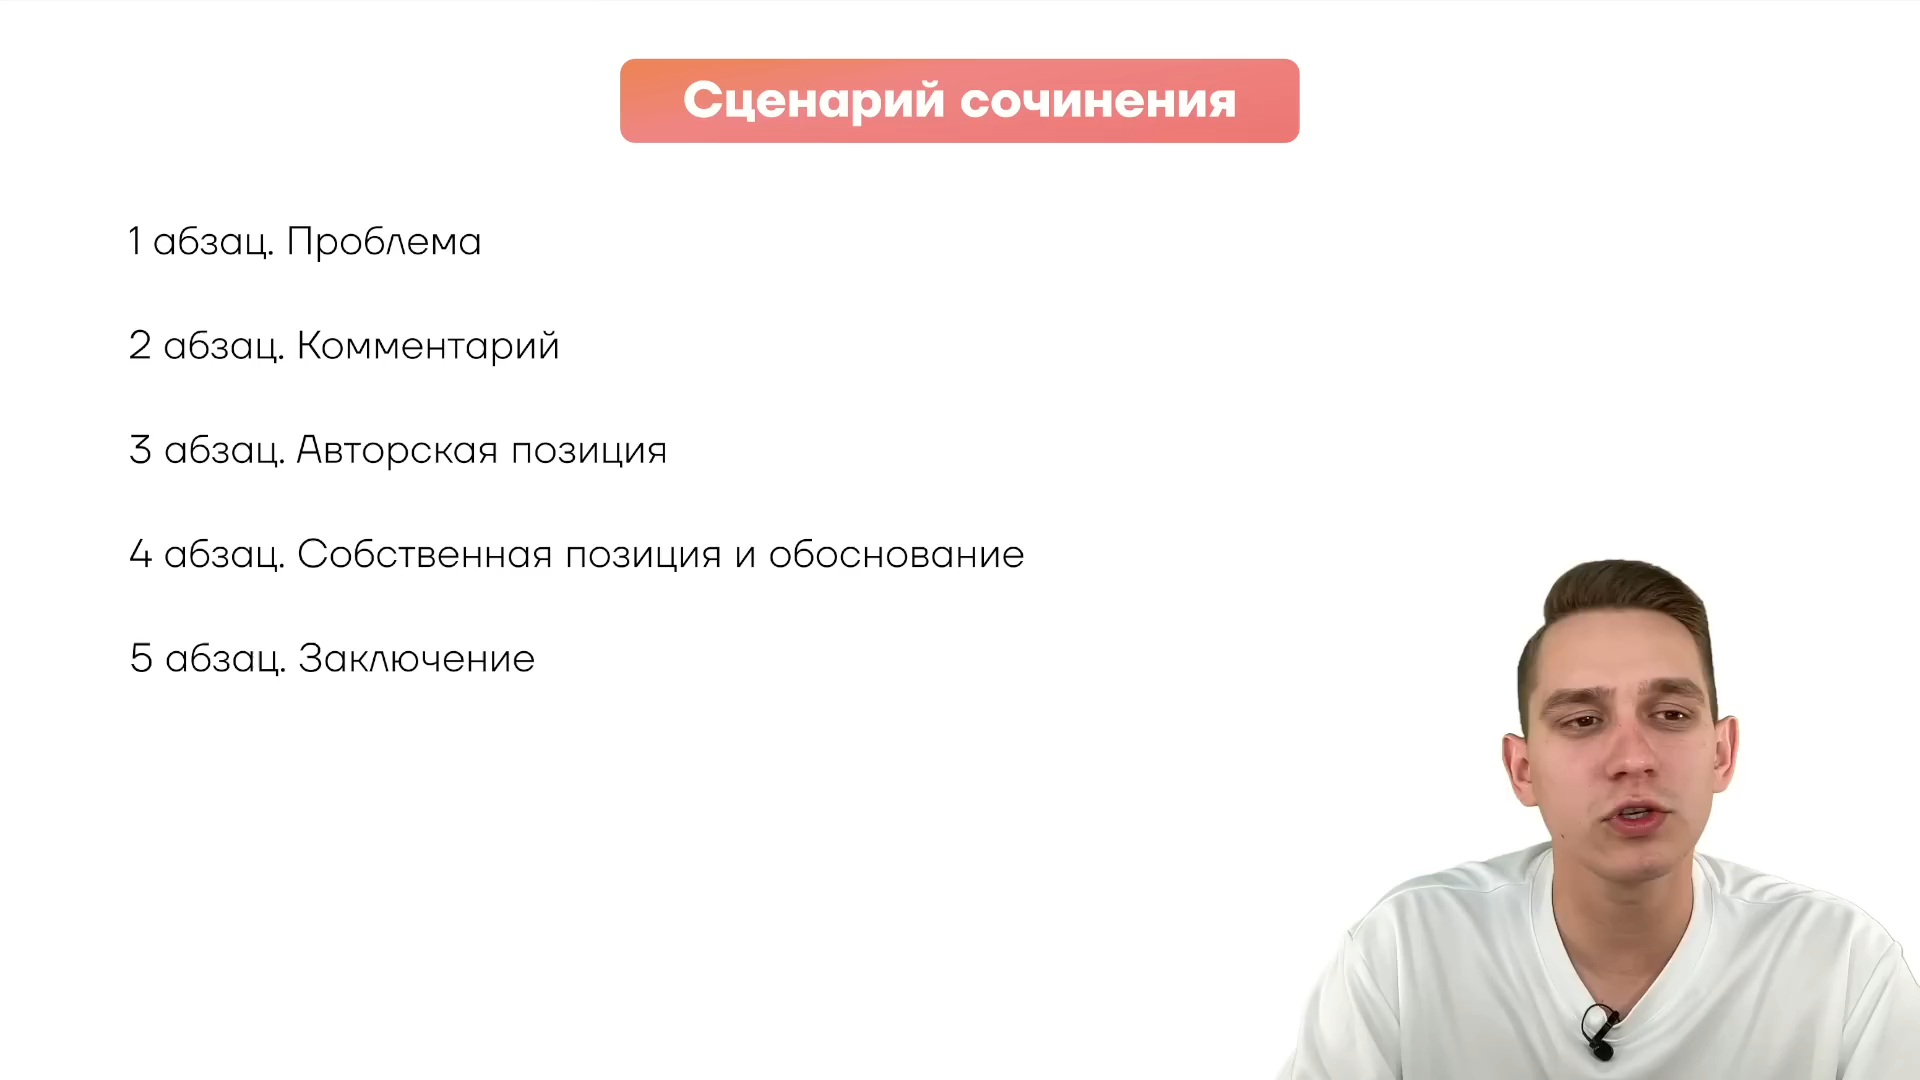 Сценарий сочинения
1 абзац. Проблема
2 абзац. Комментарий
3 абзац. Авторская позиция
4 абзац. Собственная позиция и обоснование
5 абзац. Заключение